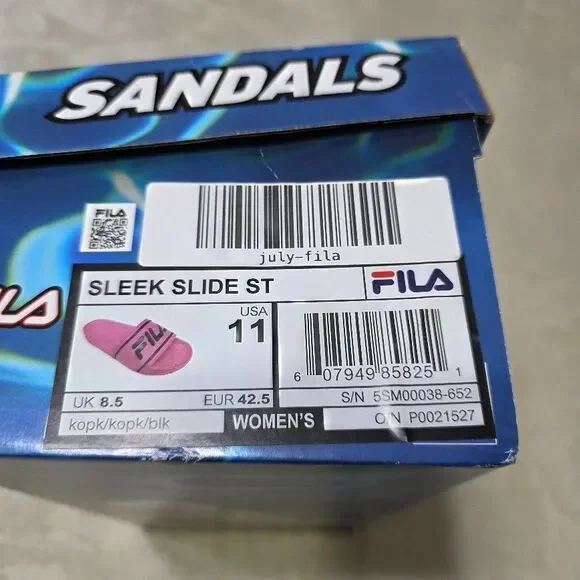 SANDALS
FILA
july-fila
LA
SLEEK SLIDE ST
FILA
USA
11
FILA
UK 8.5
EUR 42.5
6 07949 85825 1
S/N 5SM00038-652
kopk/kopk/blk
WOMEN'S
O/N P0021527